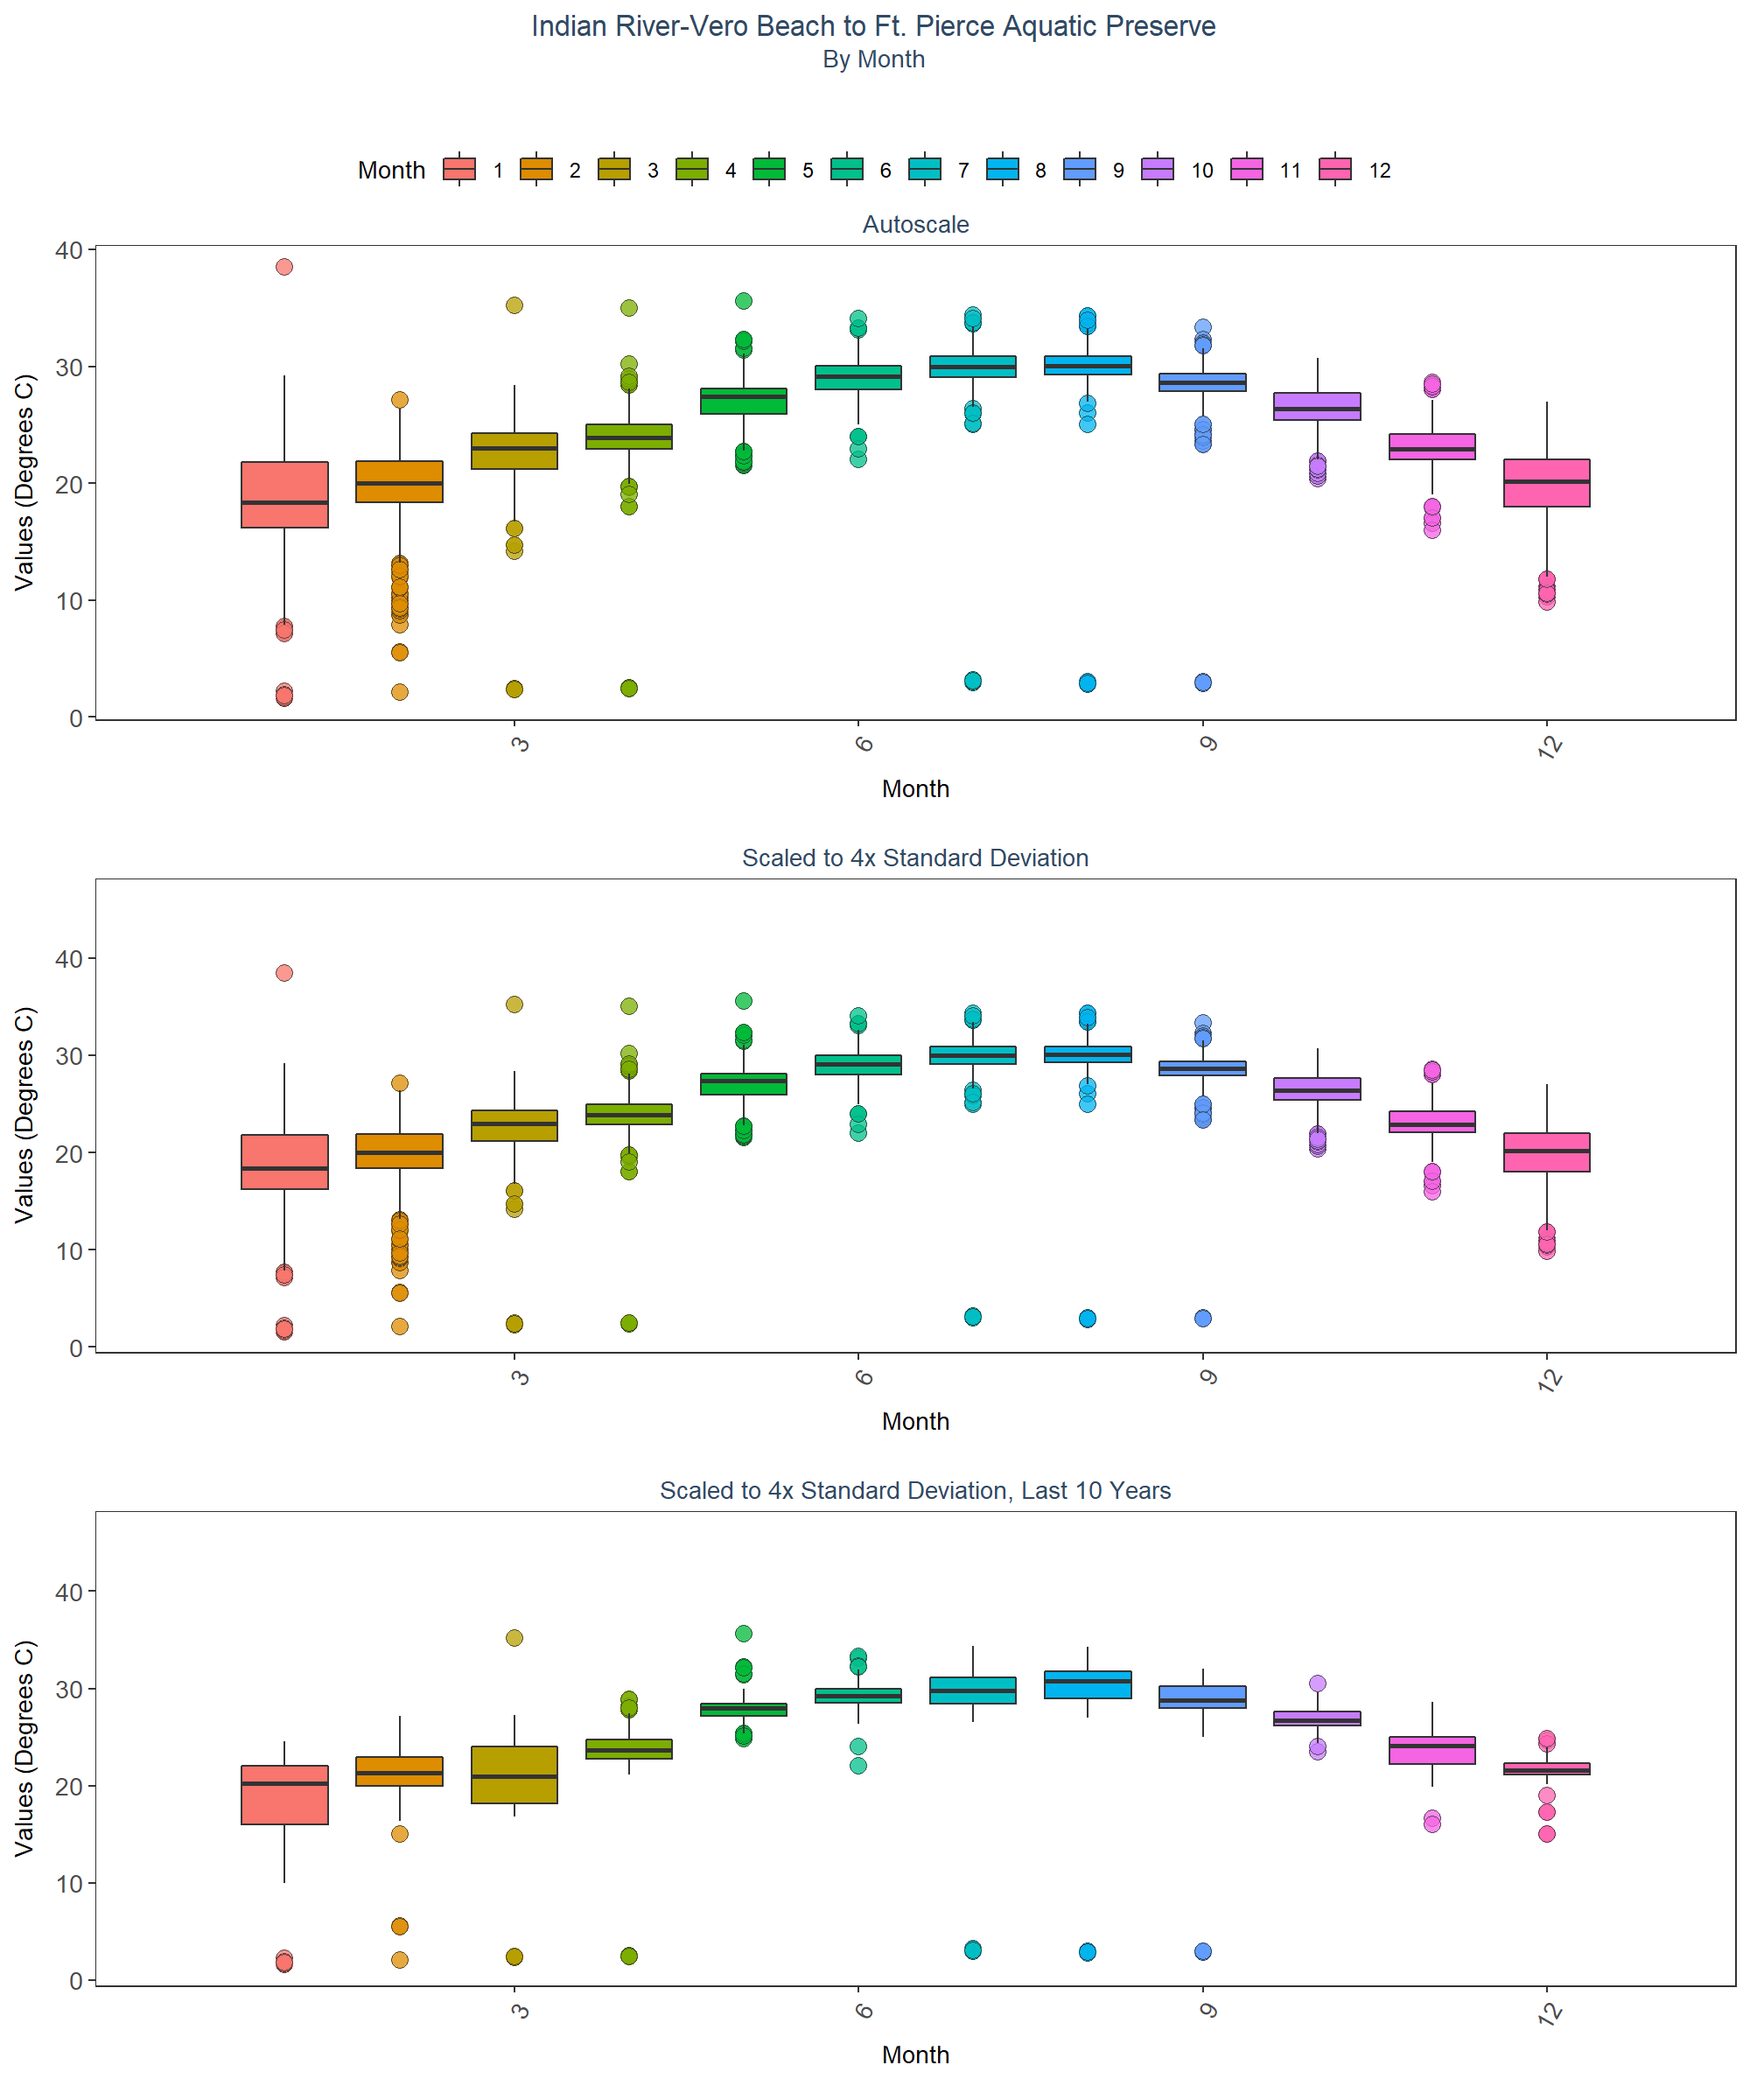 Indian River-Vero Beach to Ft. Pierce Aquatic Preserve
By Month
Month 1 2 3 4 5 6 7 8 9 10 11 12
Autoscale
Values (Degrees C)
40
30
20
10
0
3 6 9 12
Month
Scaled to 4x Standard Deviation
Values (Degrees C)
40
30
20
10
0
3 6 9 12
Month
Scaled to 4x Standard Deviation, Last 10 Years
Values (Degrees C)
40
30
20
10
0
3 6 9 12
Month